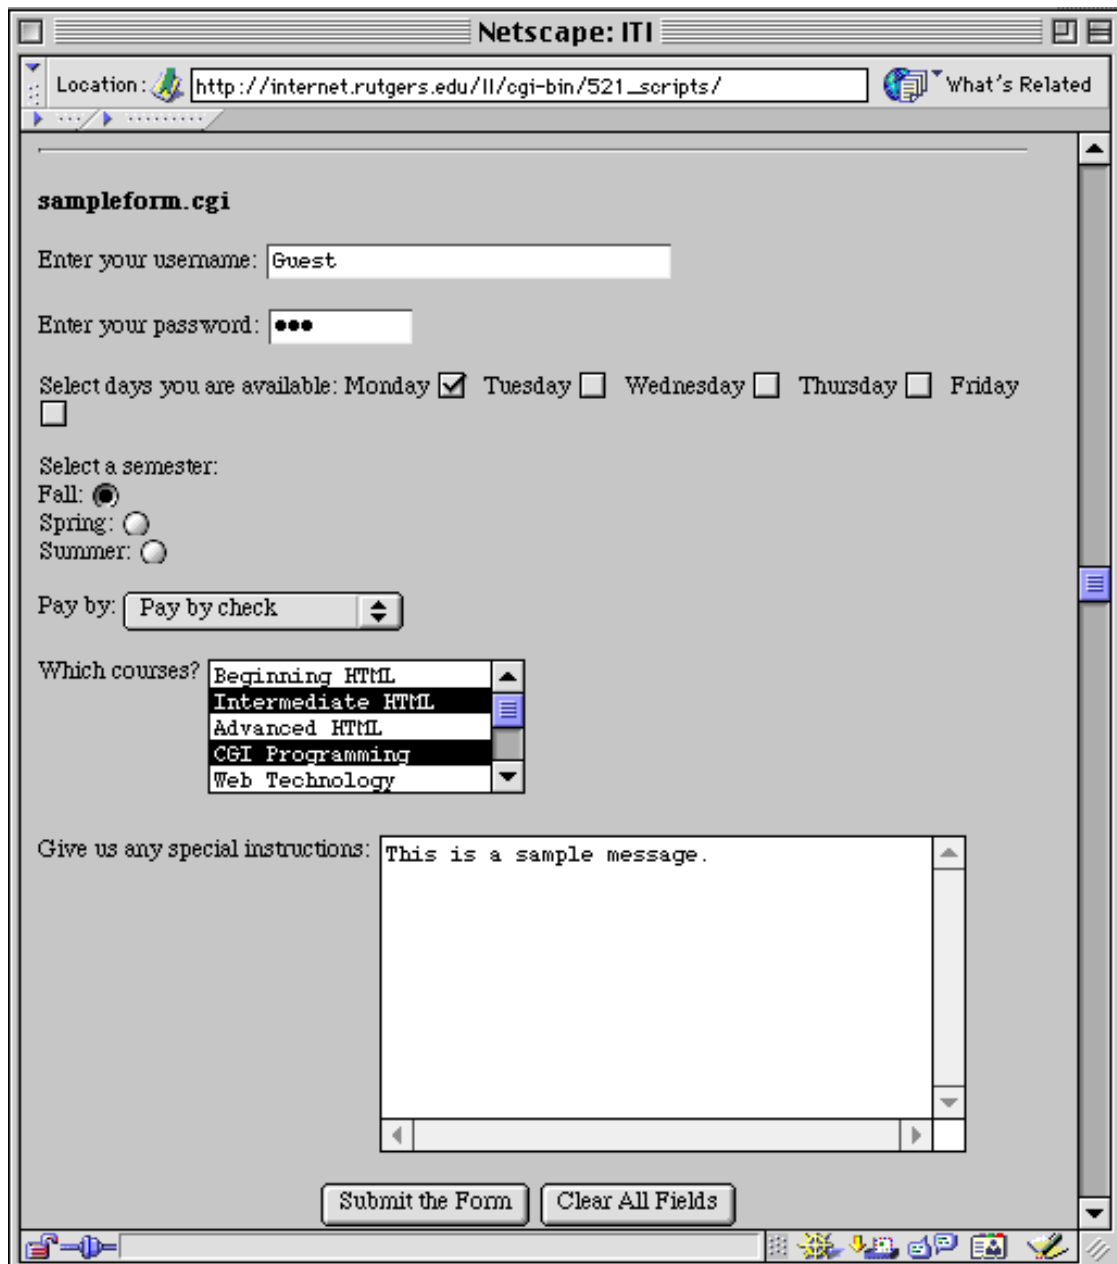 Netscape: ITI
Location: http://internet.rutgers.edu/II/cgi-bin/521_scripts/ What's Related
sampleform.cgi
Enter your username: Guest
Enter your password: •••
Select days you are available: Monday Tuesday Wednesday Thursday Friday
Select a semester:
Fall:
Spring:
Summer:
Pay by: Pay by check
Which courses? Beginning HTML
Intermediate HTML
Advanced HTML
CGI Programming
Web Technology
Give us any special instructions: This is a sample message.
Submit the Form Clear All Fields